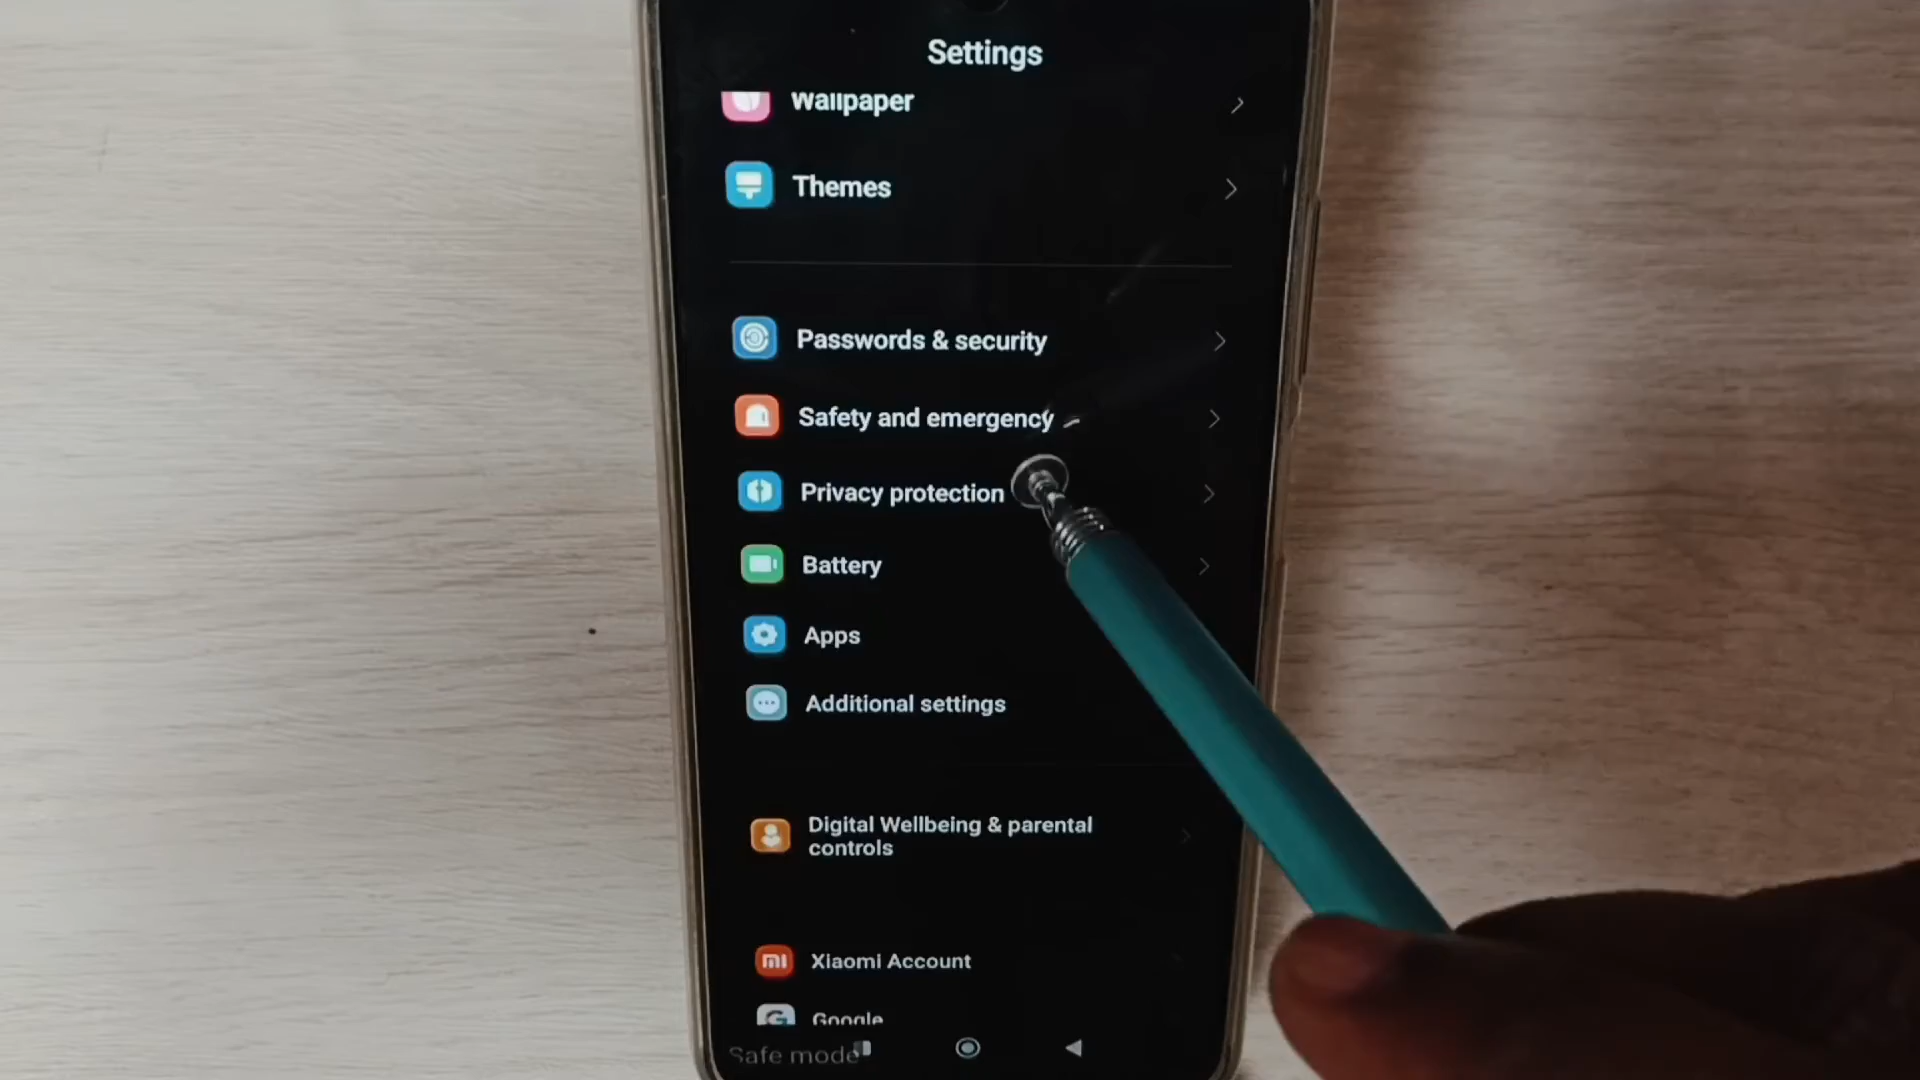 Settings
Wallpaper
Themes
Passwords & security
Safety and emergency
Privacy protection
Battery
Apps
Additional settings
Digital Wellbeing & parental
controls
mi Xiaomi Account
G Google
Safe mode